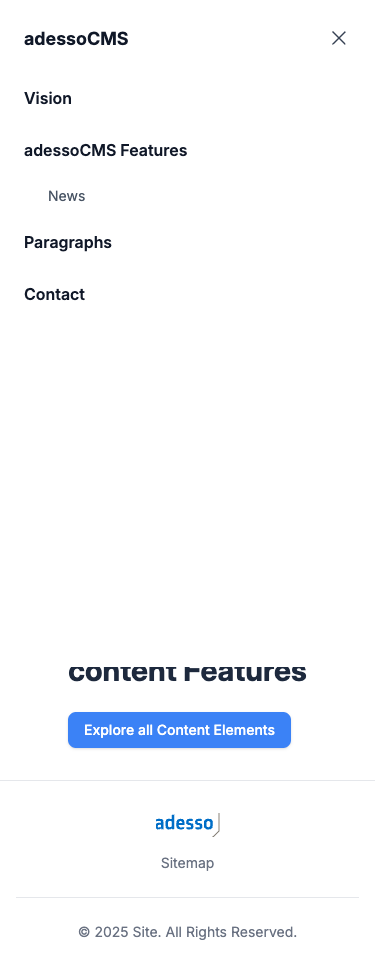 adessoCMS
Vision
adessoCMS Features
News
Paragraphs
Contact
content Features
Explore all Content Elements
adesso
Sitemap
© 2025 Site. All Rights Reserved.